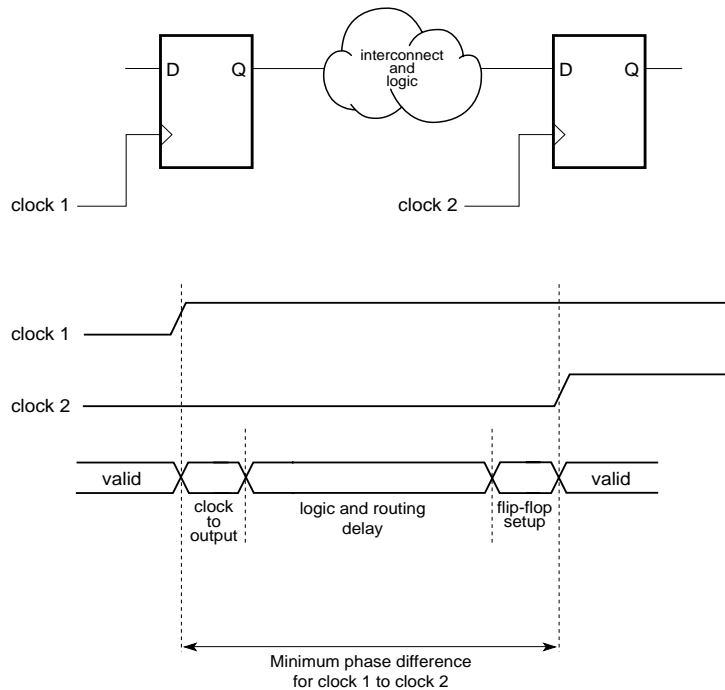 D Q
interconnect
and
logic
D Q
clock 1
clock 2
clock 1
clock 2
valid
valid
clock
to
output
logic and routing
delay
flip-flop
setup
Minimum phase difference
for clock 1 to clock 2